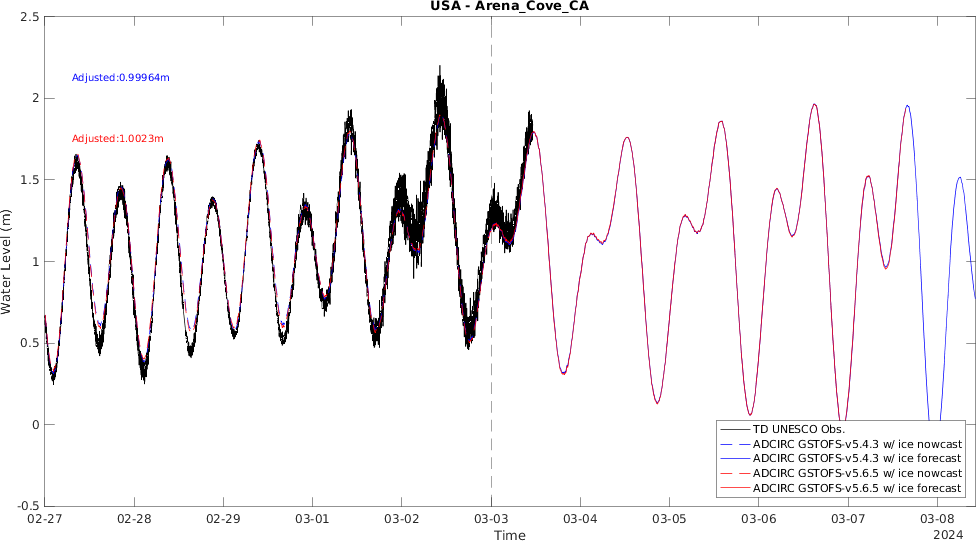 USA - Arena_Cove_CA
2.5
2
1.5
1
0.5
0
-0.5
Water Level (m)
Adjusted:0.99964m
Adjusted:1.0023m
TD UNESCO Obs.
ADCIRC GSTOFS-v5.4.3 w/ ice nowcast
ADCIRC GSTOFS-v5.4.3 w/ ice forecast
ADCIRC GSTOFS-v5.6.5 w/ ice nowcast
ADCIRC GSTOFS-v5.6.5 w/ ice forecast
02-27 02-28 02-29 03-01 03-02 03-03 03-04 03-05 03-06 03-07 03-08
Time 2024